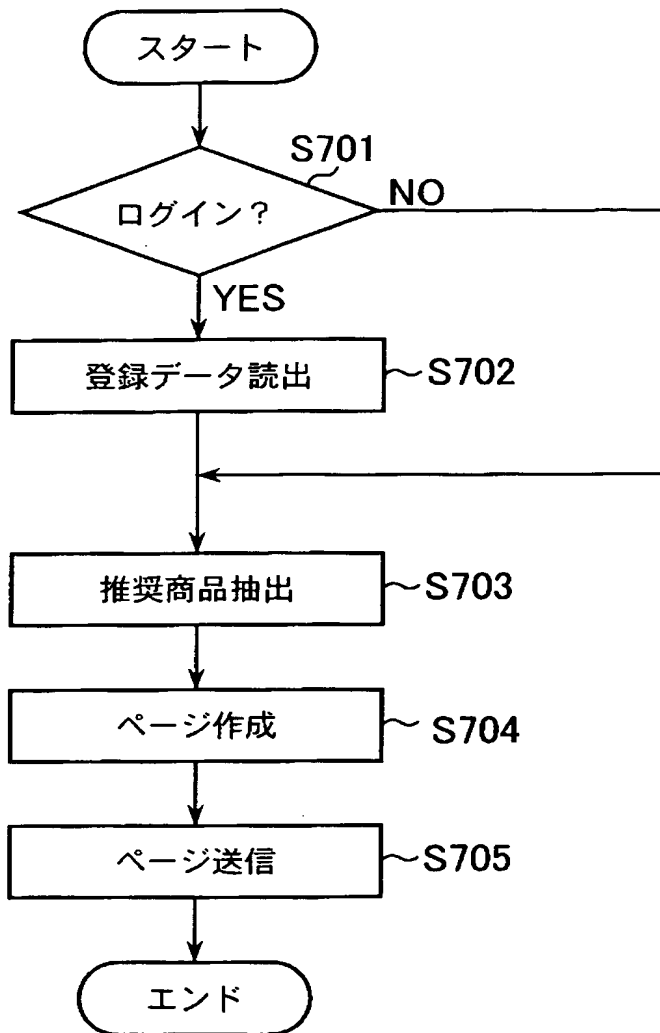 スタート
S701
ログイン?
NO
YES
登録データ読出
S702
推奨商品抽出
S703
ページ作成
S704
ページ送信
S705
エンド